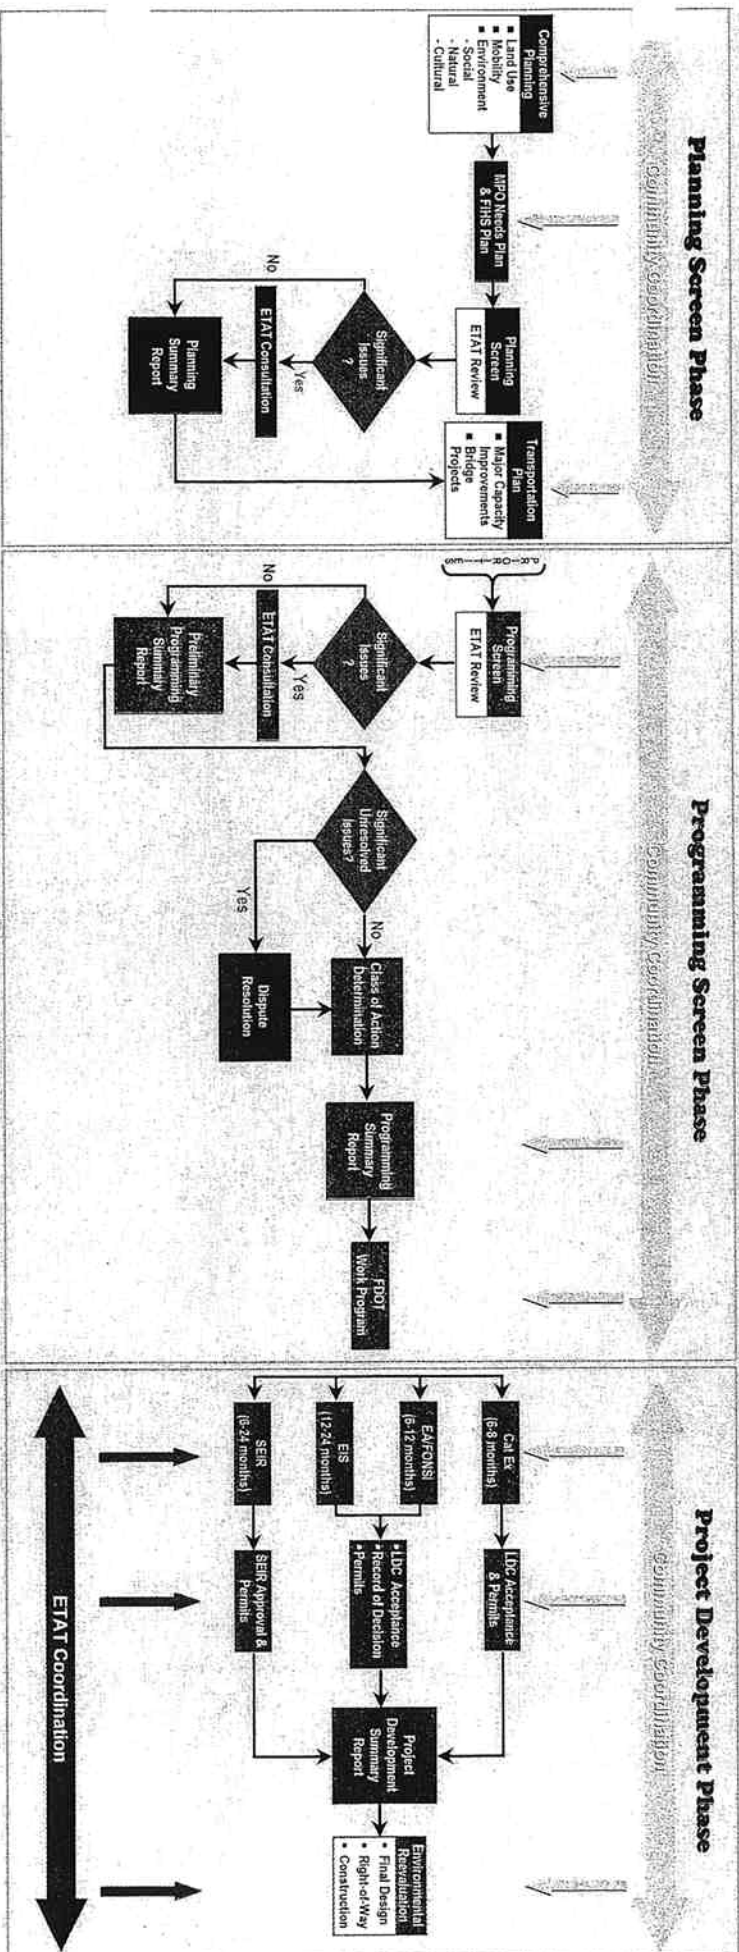 Planning Screen Phase
Community Coordination
Comprehensive
Planning
■ Land Use
■ Mobility
■ Environment
- Social
- Natural
- Cultural
MPO Needs Plan
& FIHS Plan
Planning
Screen
ETAT Review
Significant
Issues
?
No
Yes
ETAT Consultation
Planning
Summary
Report
Transportation
Plan
■ Major Capacity
Improvements
■ Bridge
Projects
Programming Screen Phase
Community Coordination
PRIORITIES
Programming
Screen
ETAT Review
Significant
Issues
?
No
Yes
ETAT Consultation
Preliminary
Programming
Summary
Report
Significant
Unresolved
Issues?
No
Yes
Dispute
Resolution
Class of Action
Determination
Programming
Summary
Report
FDOT
Work Program
Project Development Phase
Community Coordination
Cat Ex
(6-8 months)
EA/FONSI
(6-12 months)
EIS
(12-24 months)
SEIR
(6-24 months)
LDC Acceptance
& Permits
• LDC Acceptance
• Record of Decision
• Permits
SEIR Approval &
Permits
Project
Development
Summary
Report
Environmental
Reevaluation
• Final Design
• Right-of-Way
• Construction
ETAT Coordination